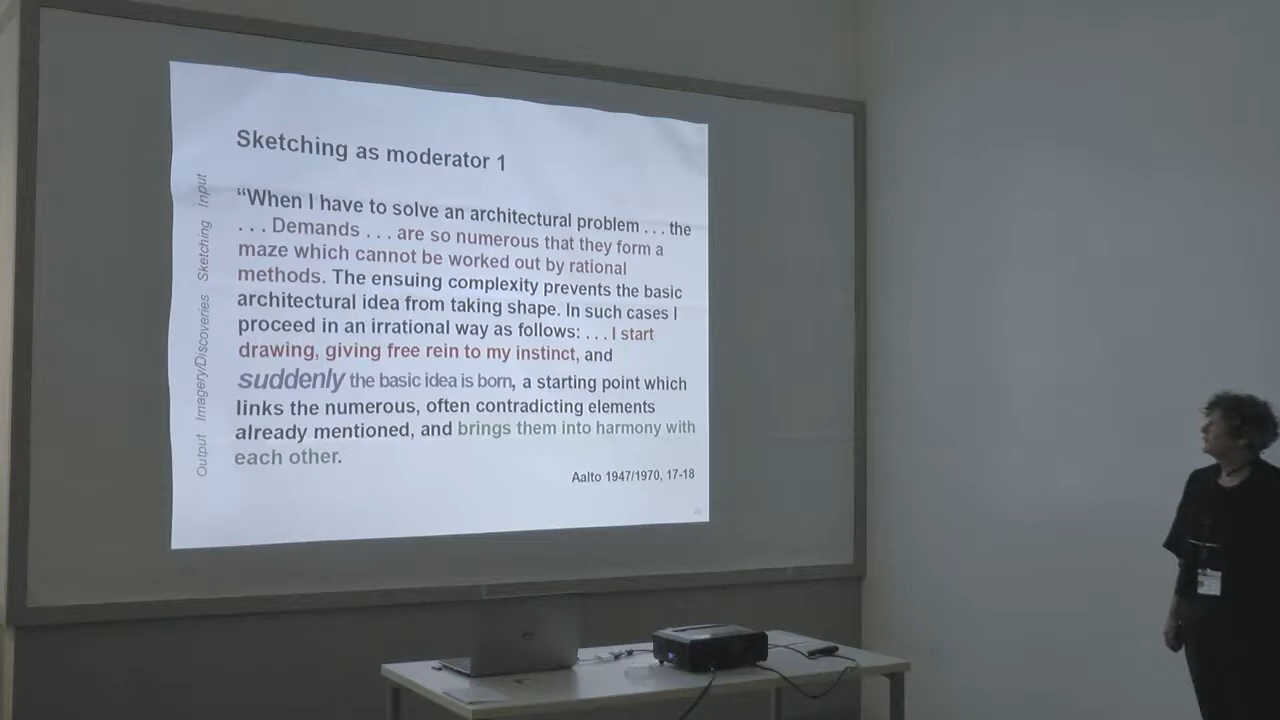 Sketching as moderator 1
Output Imagery/Discoveries Sketching Input
“When I have to solve an architectural problem . . . the
. . . Demands . . . are so numerous that they form a
maze which cannot be worked out by rational
methods. The ensuing complexity prevents the basic
architectural idea from taking shape. In such cases I
proceed in an irrational way as follows: . . . I start
drawing, giving free rein to my instinct, and
suddenly the basic idea is born, a starting point which
links the numerous, often contradicting elements
already mentioned, and brings them into harmony with
each other.
Aalto 1947/1970, 17-18